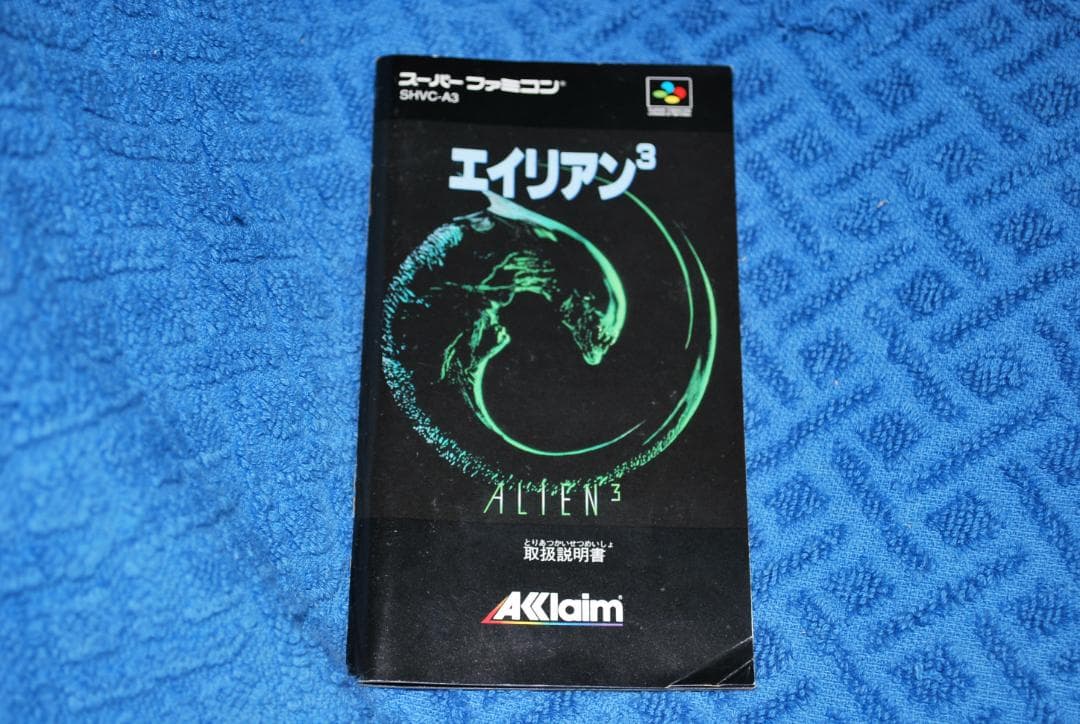 スーパーファミコン®
SHVC-A3
エイリアン3
ALIEN3
とりあつかいせつめいしょ
取扱説明書
AKKlaim®